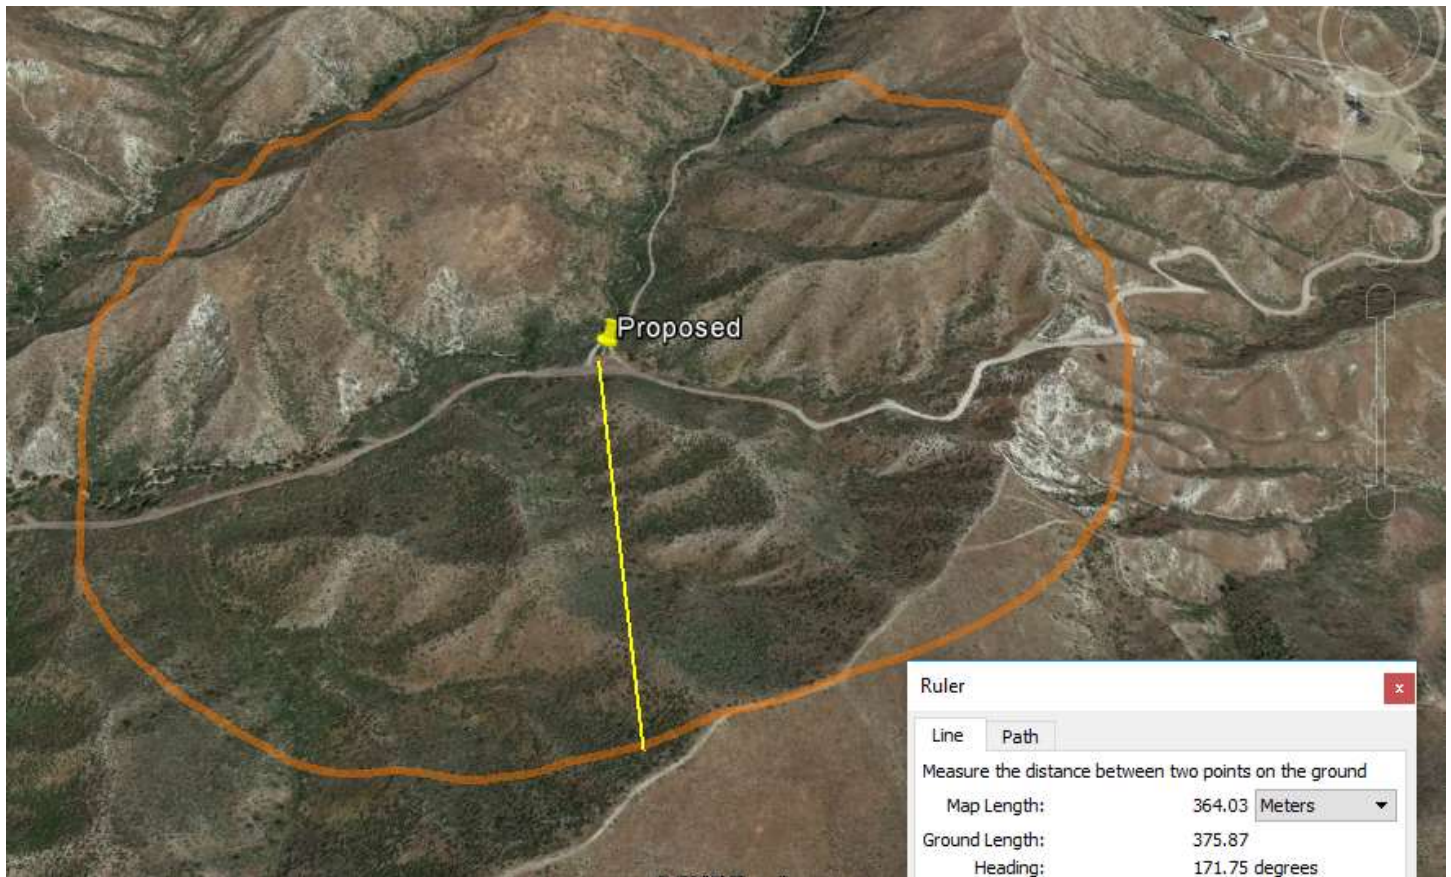 Proposed
Ruler
Line Path
Measure the distance between two points on the ground
Map Length: 364.03 Meters
Ground Length: 375.87
Heading: 171.75 degrees